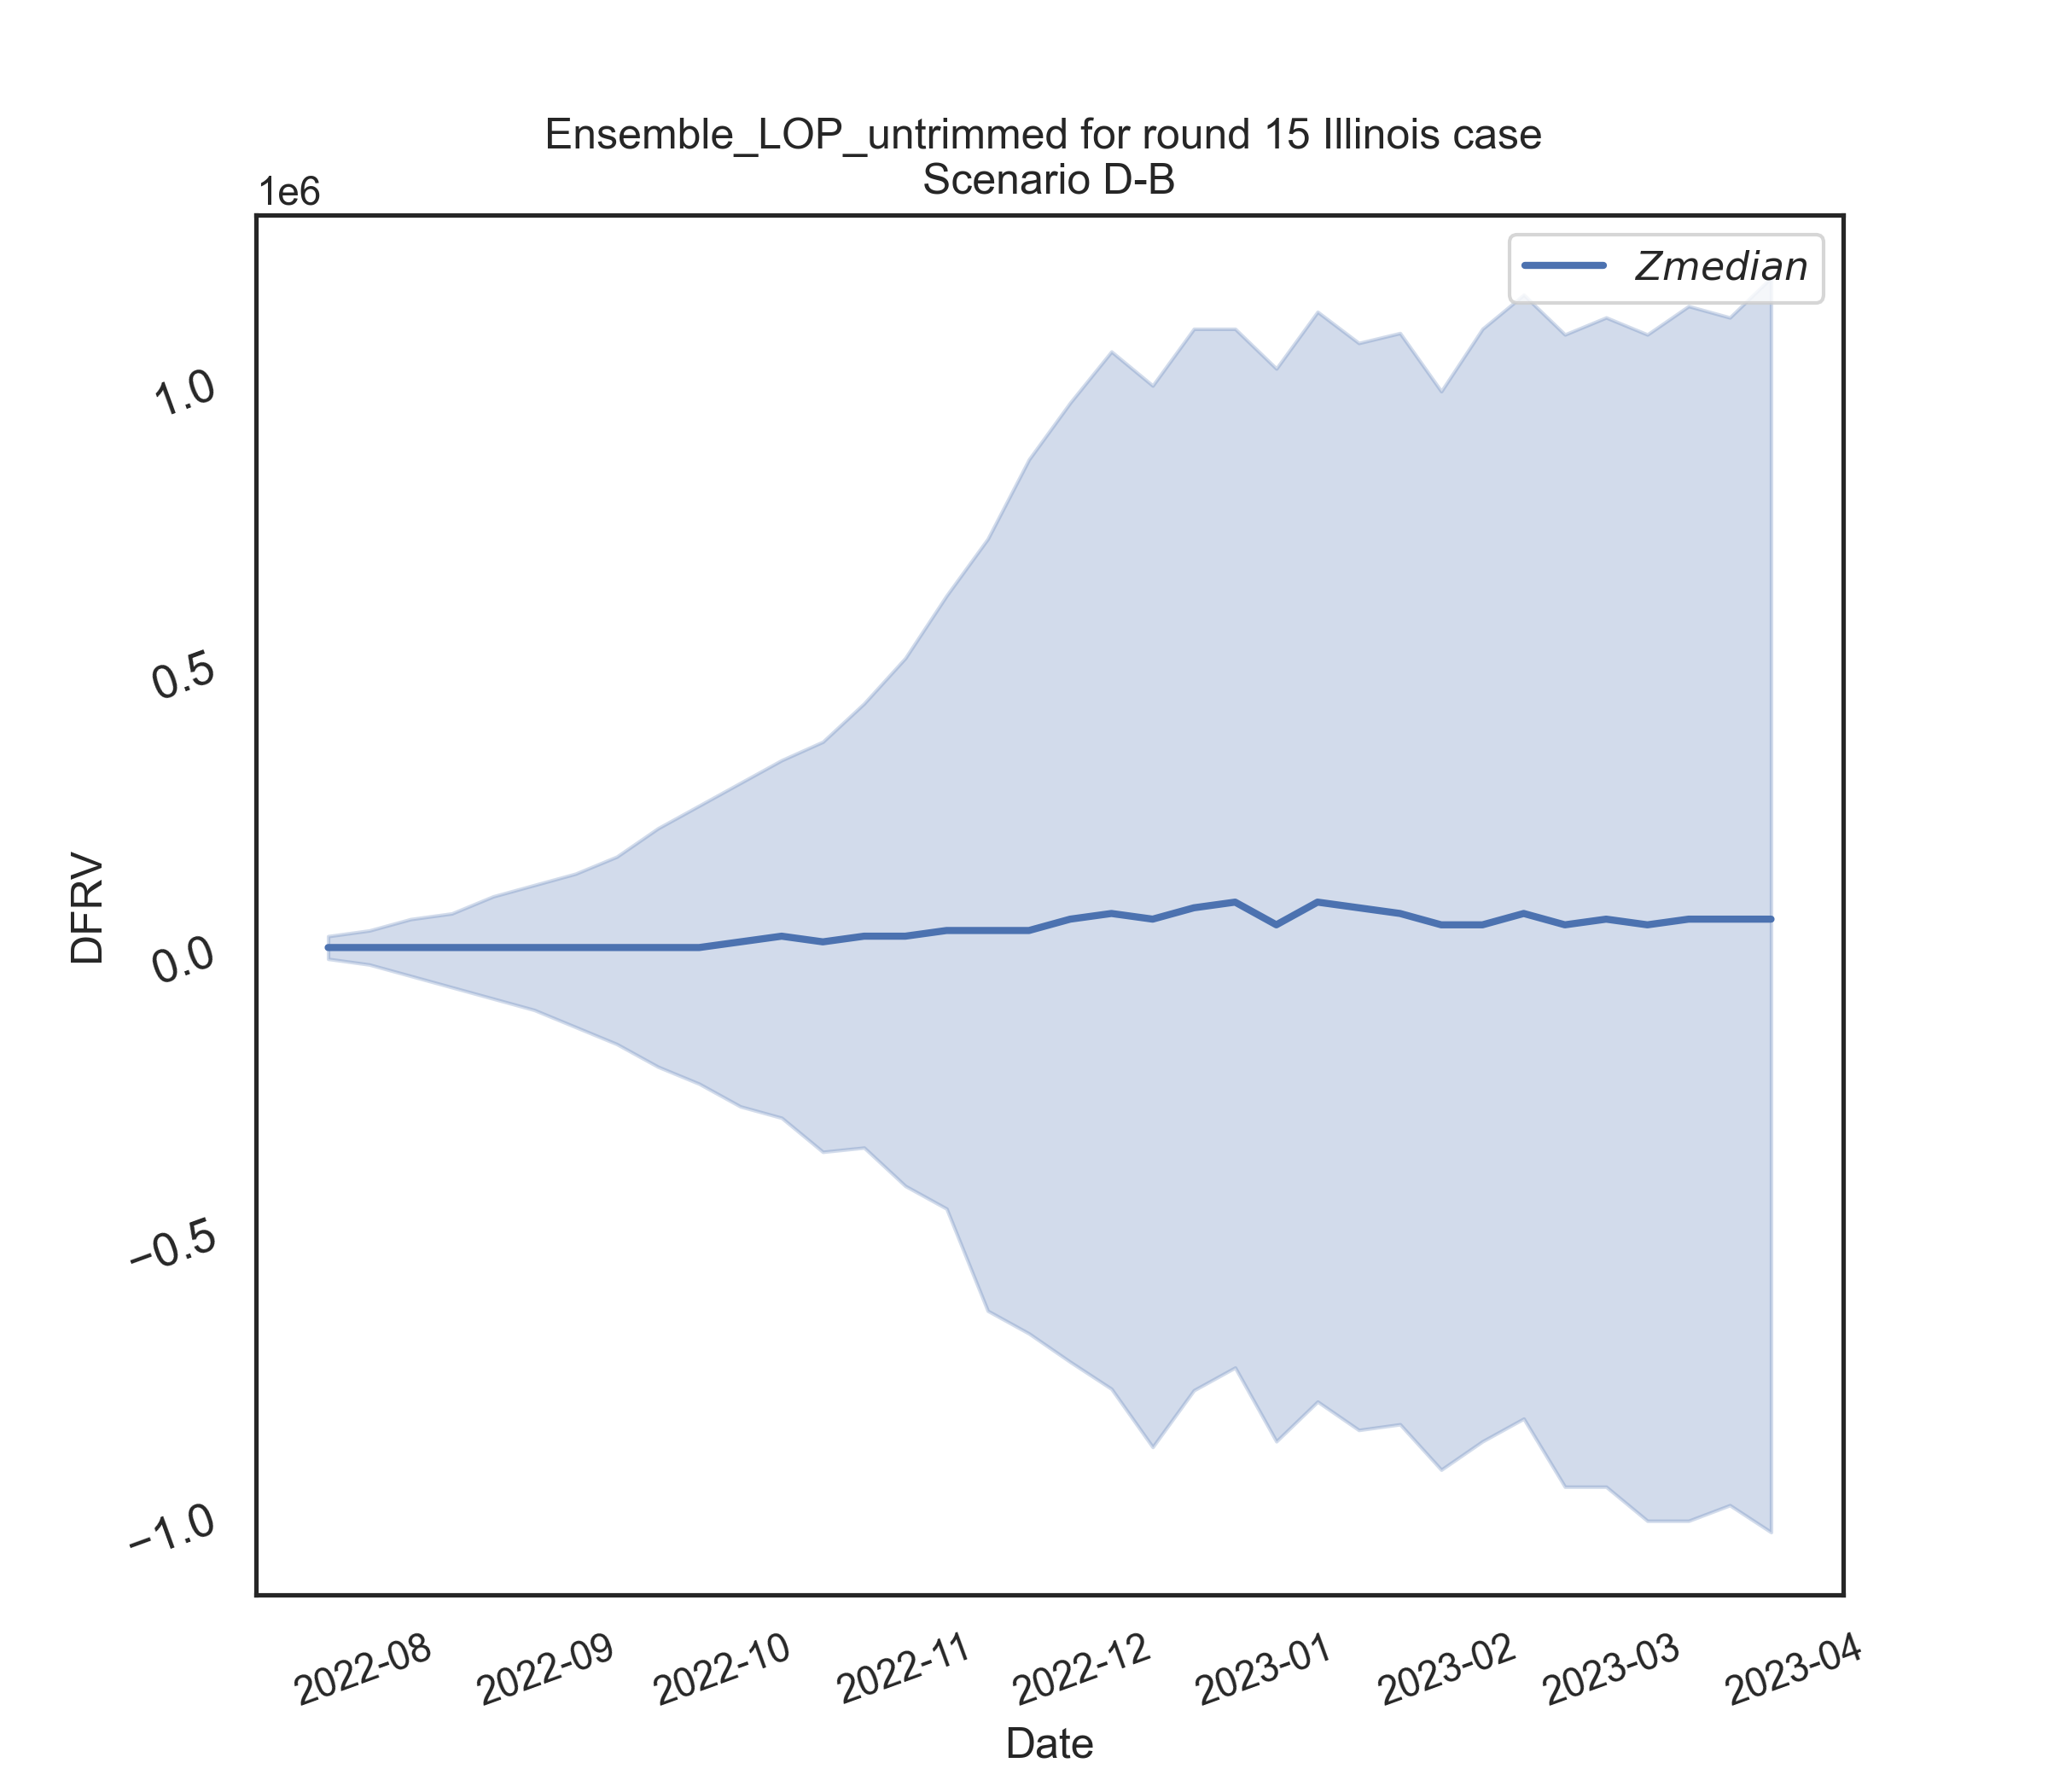 Ensemble_LOP_untrimmed for round 15 Illinois case
Scenario D-B
1e6
Zmedian
1.0
0.5
0.0
−0.5
−1.0
DFRV
2022-08
2022-09
2022-10
2022-11
2022-12
2023-01
2023-02
2023-03
2023-04
Date